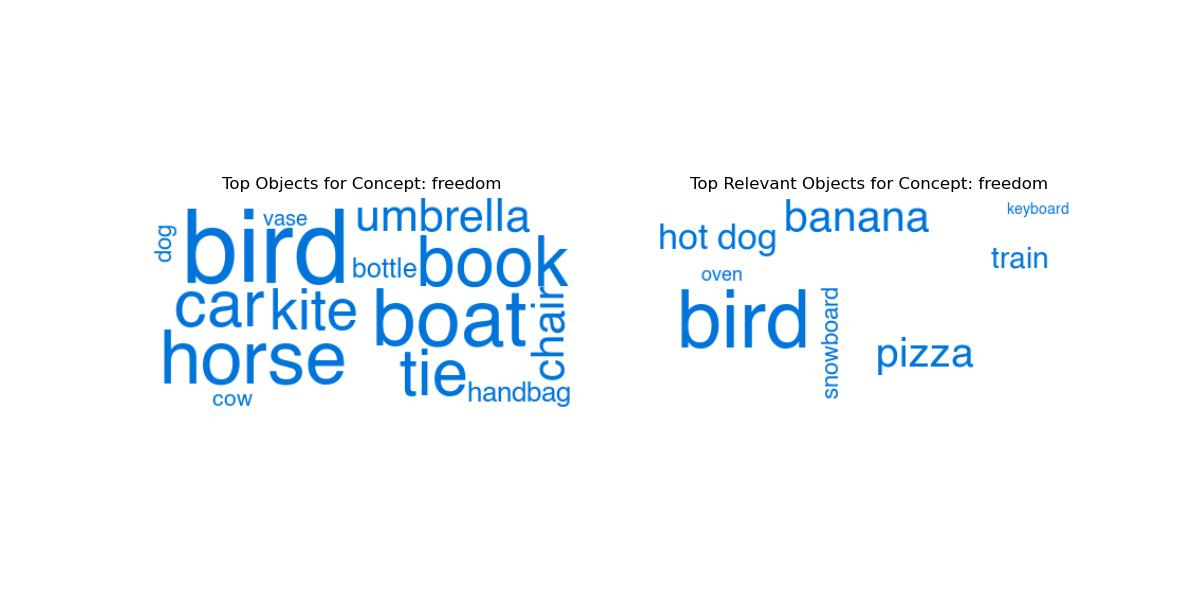 Top Objects for Concept: freedom
dog
bird
vase
umbrella
bottle
book
car
kite
boat
chair
horse
tie
handbag
cow
Top Relevant Objects for Concept: freedom
hot dog
banana
keyboard
oven
train
bird
snowboard
pizza